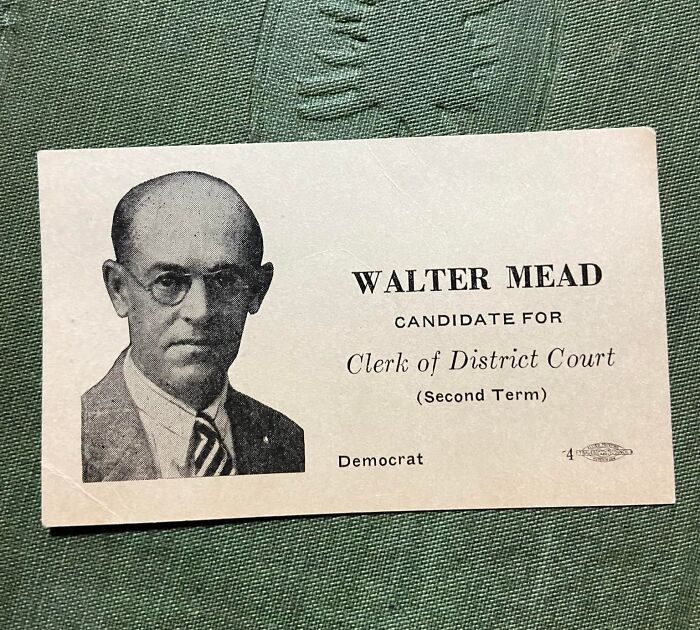 WALTER MEAD
CANDIDATE FOR
Clerk of District Court
(Second Term)
Democrat
4